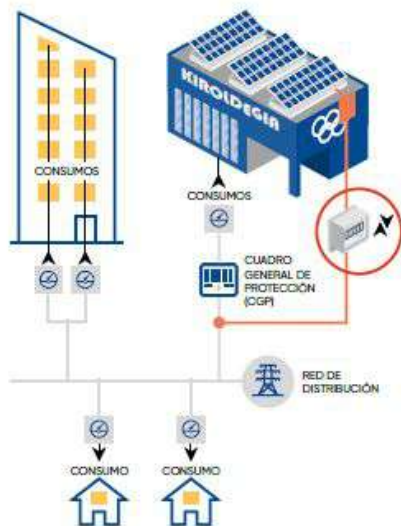 KIROLDEGIA
CONSUMOS
CONSUMOS
CUADRO
GENERAL DE
PROTECCIÓN
(CGP)
RED DE
DISTRIBUCIÓN
CONSUMO
CONSUMO